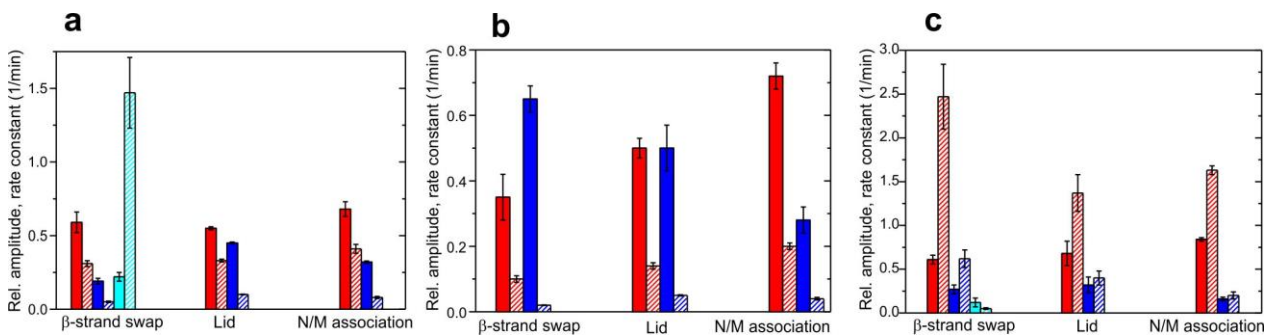 a
Rel. amplitude, rate constant (1/min)
1.5
1.0
0.5
0.0
β-strand swap Lid N/M association
b
Rel. amplitude, rate constant (1/min)
0.8
0.6
0.4
0.2
0.0
β-strand swap Lid N/M association
c
Rel. amplitude, rate constant (1/min)
3.0
2.5
2.0
1.5
1.0
0.5
0.0
β-strand swap Lid N/M association